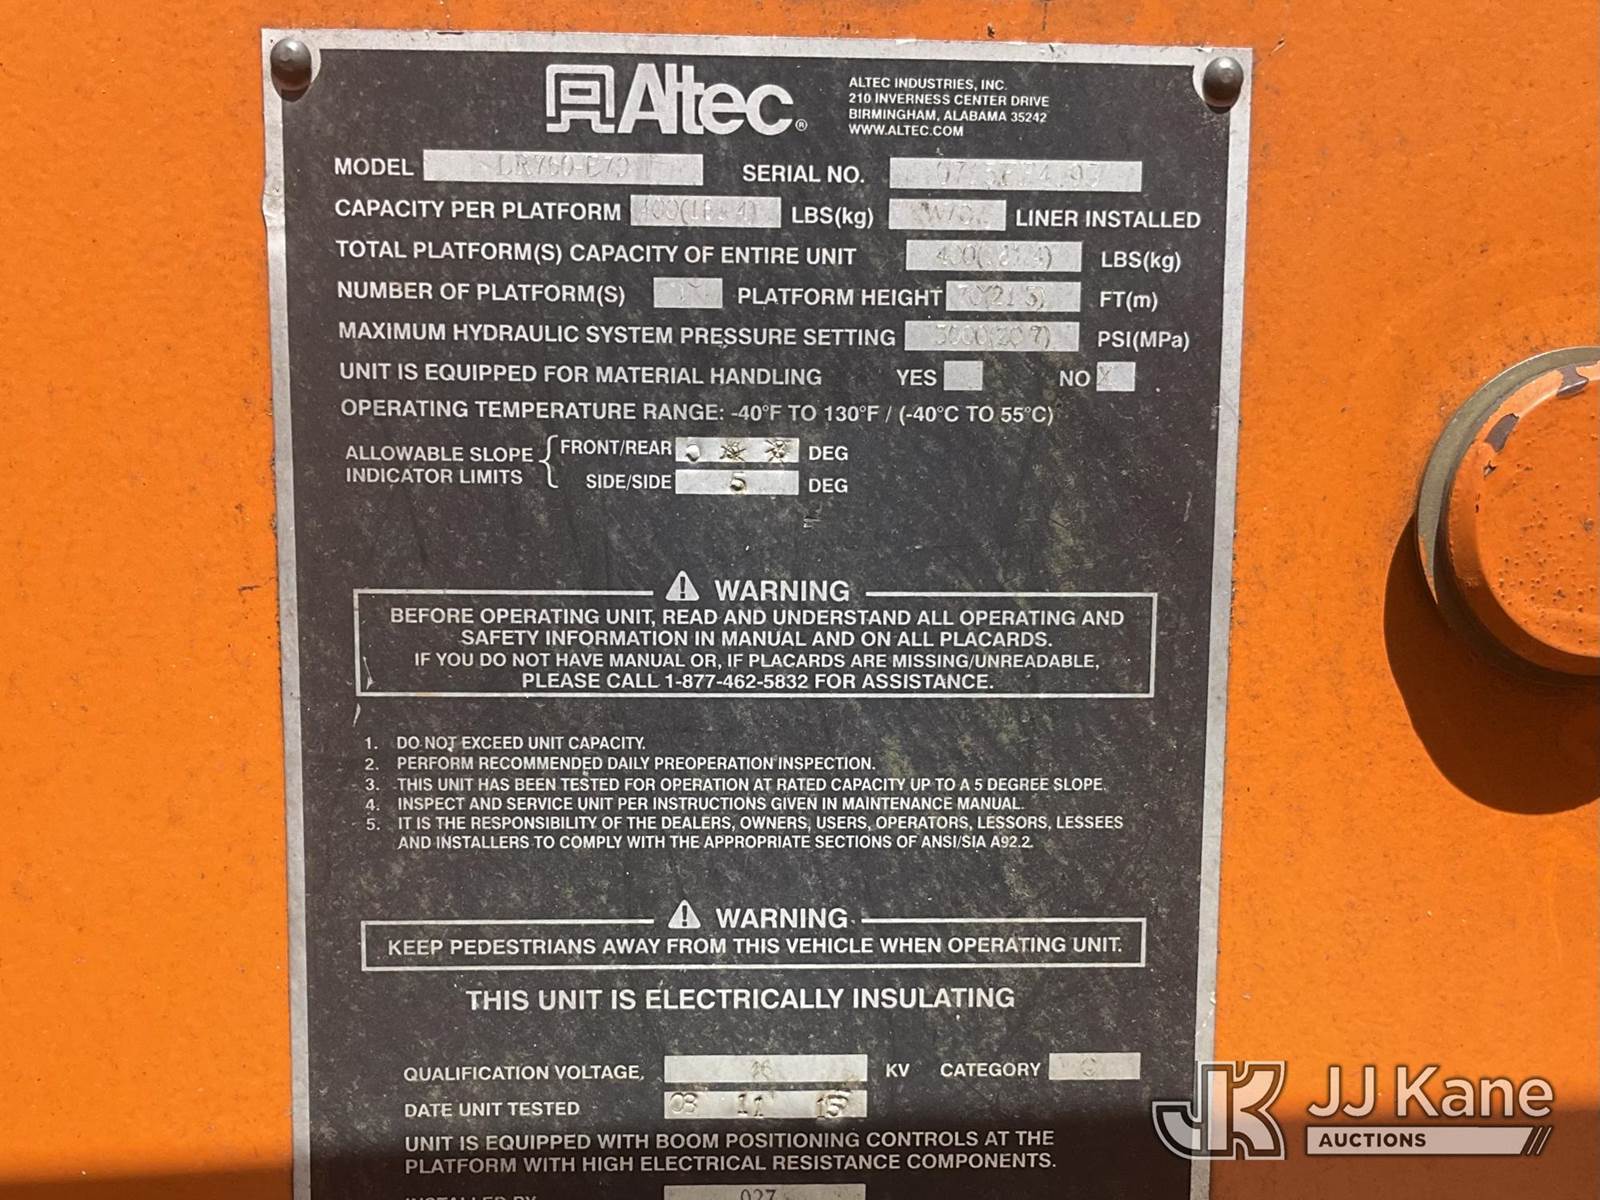 Altec®
ALTEC INDUSTRIES, INC.
210 INVERNESS CENTER DRIVE
BIRMINGHAM, ALABAMA 35242
WWW.ALTEC.COM
MODEL SERIAL NO.
CAPACITY PER PLATFORM LBS(kg) LINER INSTALLED
TOTAL PLATFORM(S) CAPACITY OF ENTIRE UNIT LBS(kg)
NUMBER OF PLATFORM(S) 1 PLATFORM HEIGHT FT(m)
MAXIMUM HYDRAULIC SYSTEM PRESSURE SETTING 3000(20.7) PSI(MPa)
UNIT IS EQUIPPED FOR MATERIAL HANDLING YES NO X
OPERATING TEMPERATURE RANGE: -40°F TO 130°F / (-40°C TO 55°C)
ALLOWABLE SLOPE INDICATOR LIMITS
FRONT/REAR 5 * * DEG
SIDE/SIDE 5 DEG
WARNING
BEFORE OPERATING UNIT, READ AND UNDERSTAND ALL OPERATING AND
SAFETY INFORMATION IN MANUAL AND ON ALL PLACARDS.
IF YOU DO NOT HAVE MANUAL OR, IF PLACARDS ARE MISSING/UNREADABLE,
PLEASE CALL 1-877-462-5832 FOR ASSISTANCE.
1. DO NOT EXCEED UNIT CAPACITY.
2. PERFORM RECOMMENDED DAILY PREOPERATION INSPECTION.
3. THIS UNIT HAS BEEN TESTED FOR OPERATION AT RATED CAPACITY UP TO A 5 DEGREE SLOPE.
4. INSPECT AND SERVICE UNIT PER INSTRUCTIONS GIVEN IN MAINTENANCE MANUAL.
5. IT IS THE RESPONSIBILITY OF THE DEALERS, OWNERS, USERS, OPERATORS, LESSORS, LESSEES
AND INSTALLERS TO COMPLY WITH THE APPROPRIATE SECTIONS OF ANSI/SIA A92.2.
WARNING
KEEP PEDESTRIANS AWAY FROM THIS VEHICLE WHEN OPERATING UNIT.
THIS UNIT IS ELECTRICALLY INSULATING
QUALIFICATION VOLTAGE, 46 KV CATEGORY C
DATE UNIT TESTED 03 11 15
UNIT IS EQUIPPED WITH BOOM POSITIONING CONTROLS AT THE
PLATFORM WITH HIGH ELECTRICAL RESISTANCE COMPONENTS.
INSTALLED BY 027
JK JJ Kane
AUCTIONS